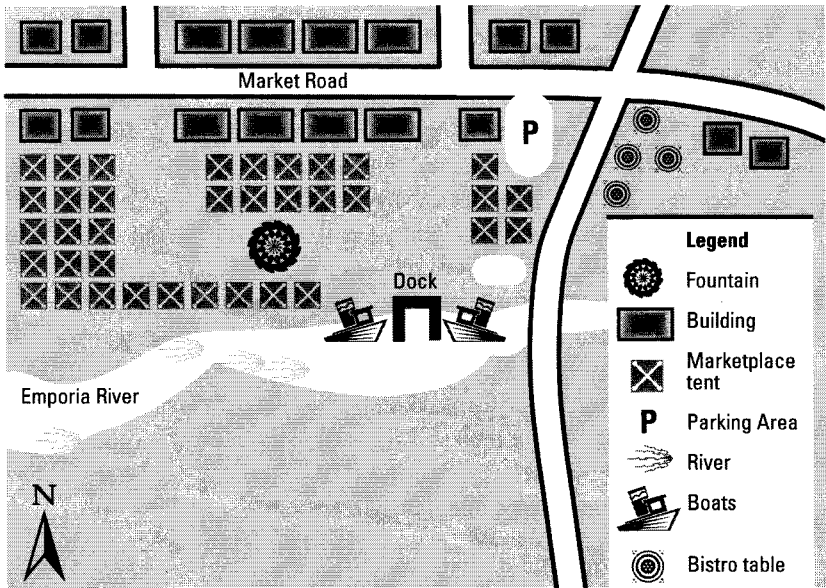 Market Road
P
Dock
Emporia River
N
Legend
Fountain
Building
Marketplace
tent
P
Parking Area
River
Boats
Bistro table